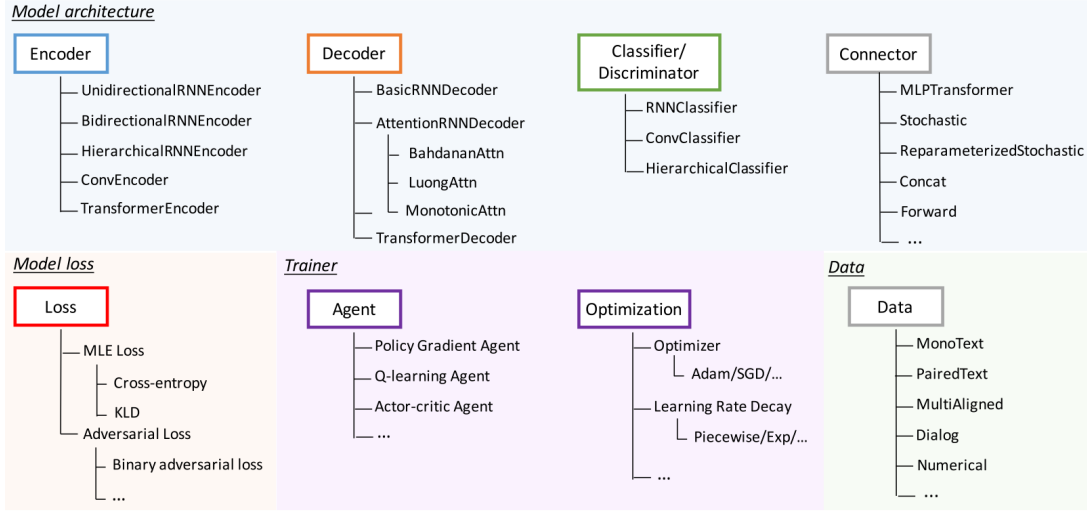 Model architecture
Encoder
UnidirectionalRNNEncoder
BidirectionalRNNEncoder
HierarchicalRNNEncoder
ConvEncoder
TransformerEncoder
Decoder
BasicRNNDecoder
AttentionRNNDecoder
BahdananAttn
LuongAttn
MonotonicAttn
TransformerDecoder
Classifier/
Discriminator
RNNClassifier
ConvClassifier
HierarchicalClassifier
Connector
MLPTransformer
Stochastic
ReparameterizedStochastic
Concat
Forward
...
Model loss
Loss
MLE Loss
Cross-entropy
KLD
Adversarial Loss
Binary adversarial loss
...
Trainer
Agent
Policy Gradient Agent
Q-learning Agent
Actor-critic Agent
...
Optimization
Optimizer
Adam/SGD/...
Learning Rate Decay
Piecewise/Exp/...
...
Data
Data
MonoText
PairedText
MultiAligned
Dialog
Numerical
...